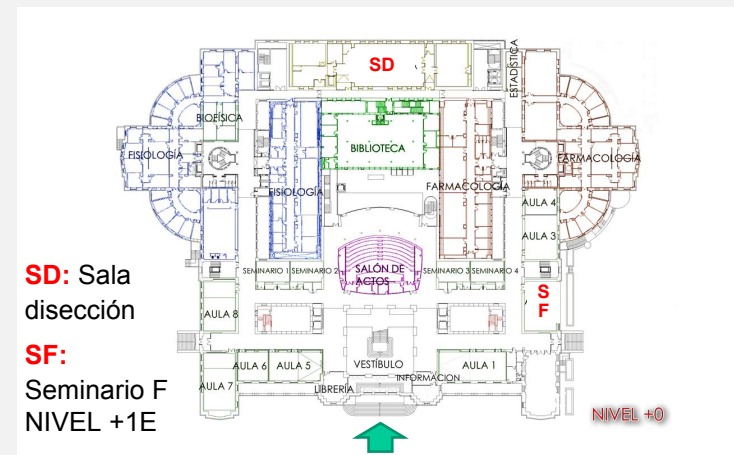 SD
ESTADÍSTICA
BIOFÍSICA
BIBLIOTECA
FISIOLOGÍA
FARMACOLOGÍA
FISIOLOGÍA
FARMACOLOGÍA
AULA 4
AULA 3
SEMINARIO 1
SEMINARIO 2
SALÓN DE
ACTOS
SEMINARIO 3
SEMINARIO 4
SD: Sala
disección
S
F
AULA 8
SF:
Seminario F
NIVEL +1E
AULA 6
AULA 5
VESTÍBULO
AULA 1
AULA 7
LIBRERÍA
INFORMACION
NIVEL +0